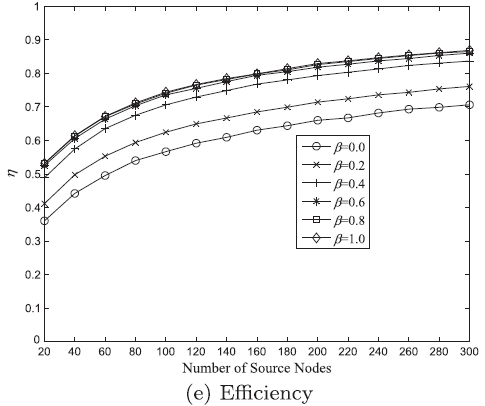 1
0.9
0.8
0.7
0.6
0.5
0.4
0.3
0.2
0.1
0
η
β=0.0
β=0.2
β=0.4
β=0.6
β=0.8
β=1.0
20 40 60 80 100 120 140 160 180 200 220 240 260 280 300
Number of Source Nodes
(e) Efficiency